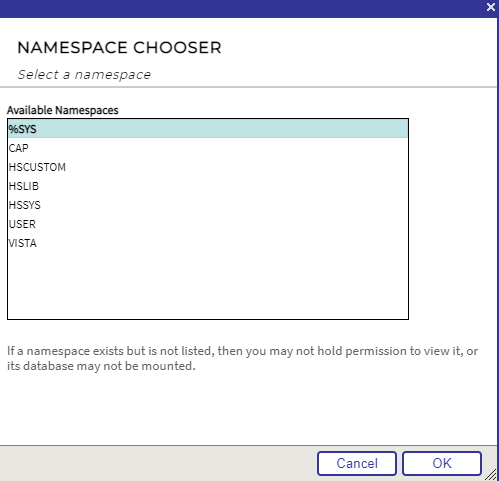 NAMESPACE CHOOSER
Select a namespace
Available Namespaces
%SYS
CAP
HSCUSTOM
HSLIB
HSSYS
USER
VISTA
If a namespace exists but is not listed, then you may not hold permission to view it, or
its database may not be mounted.
Cancel
OK